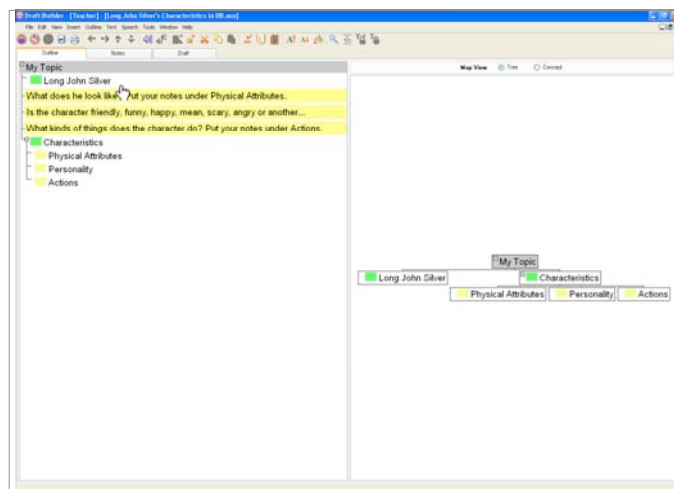 Draft Builder - [Teacher] - [Long John Silver's Characteristics in DB.aso]
File Edit View Insert Outline Text Speech Tools Window Help
Outline Notes Draft
My Topic
Long John Silver
What does he look like? Put your notes under Physical Attributes.
Is the character friendly, funny, happy, mean, scary, angry or another...
What kinds of things does the character do? Put your notes under Actions.
Characteristics
Physical Attributes
Personality
Actions
Map View Tree Concept
My Topic
Long John Silver Characteristics
Physical Attributes Personality Actions